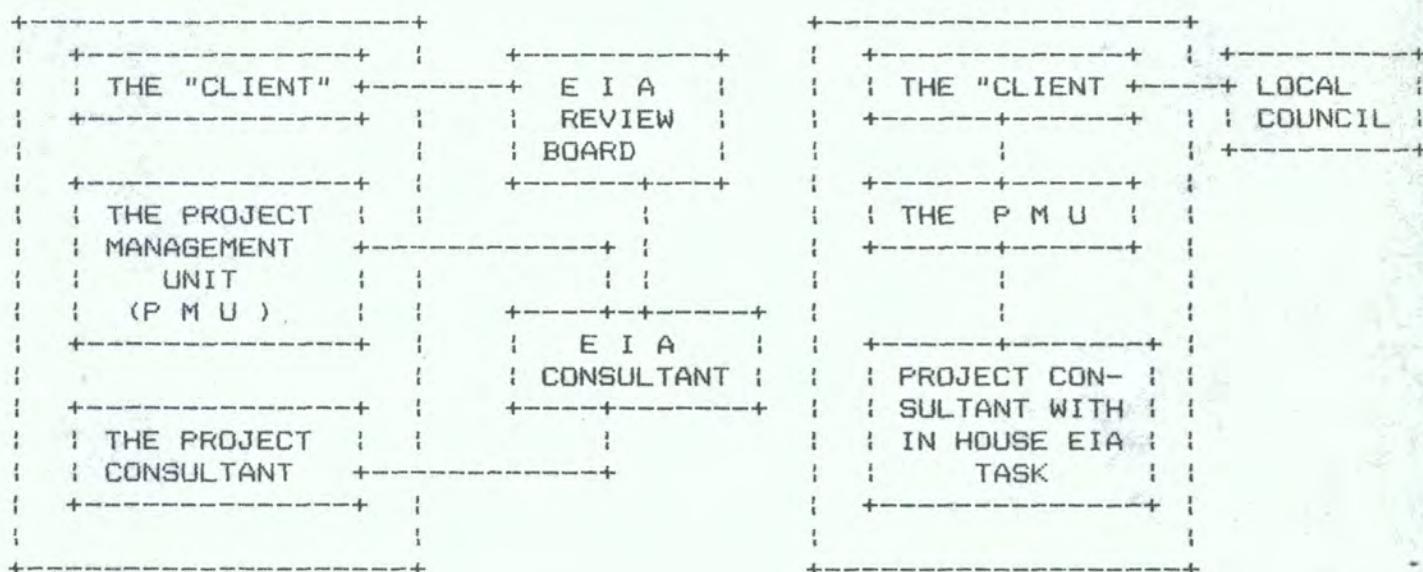 THE "CLIENT"
E I A
REVIEW
BOARD
THE PROJECT
MANAGEMENT
UNIT
(P M U )
E I A
CONSULTANT
THE PROJECT
CONSULTANT
THE "CLIENT
LOCAL
COUNCIL
THE P M U
PROJECT CON-
SULTANT WITH
IN HOUSE EIA
TASK